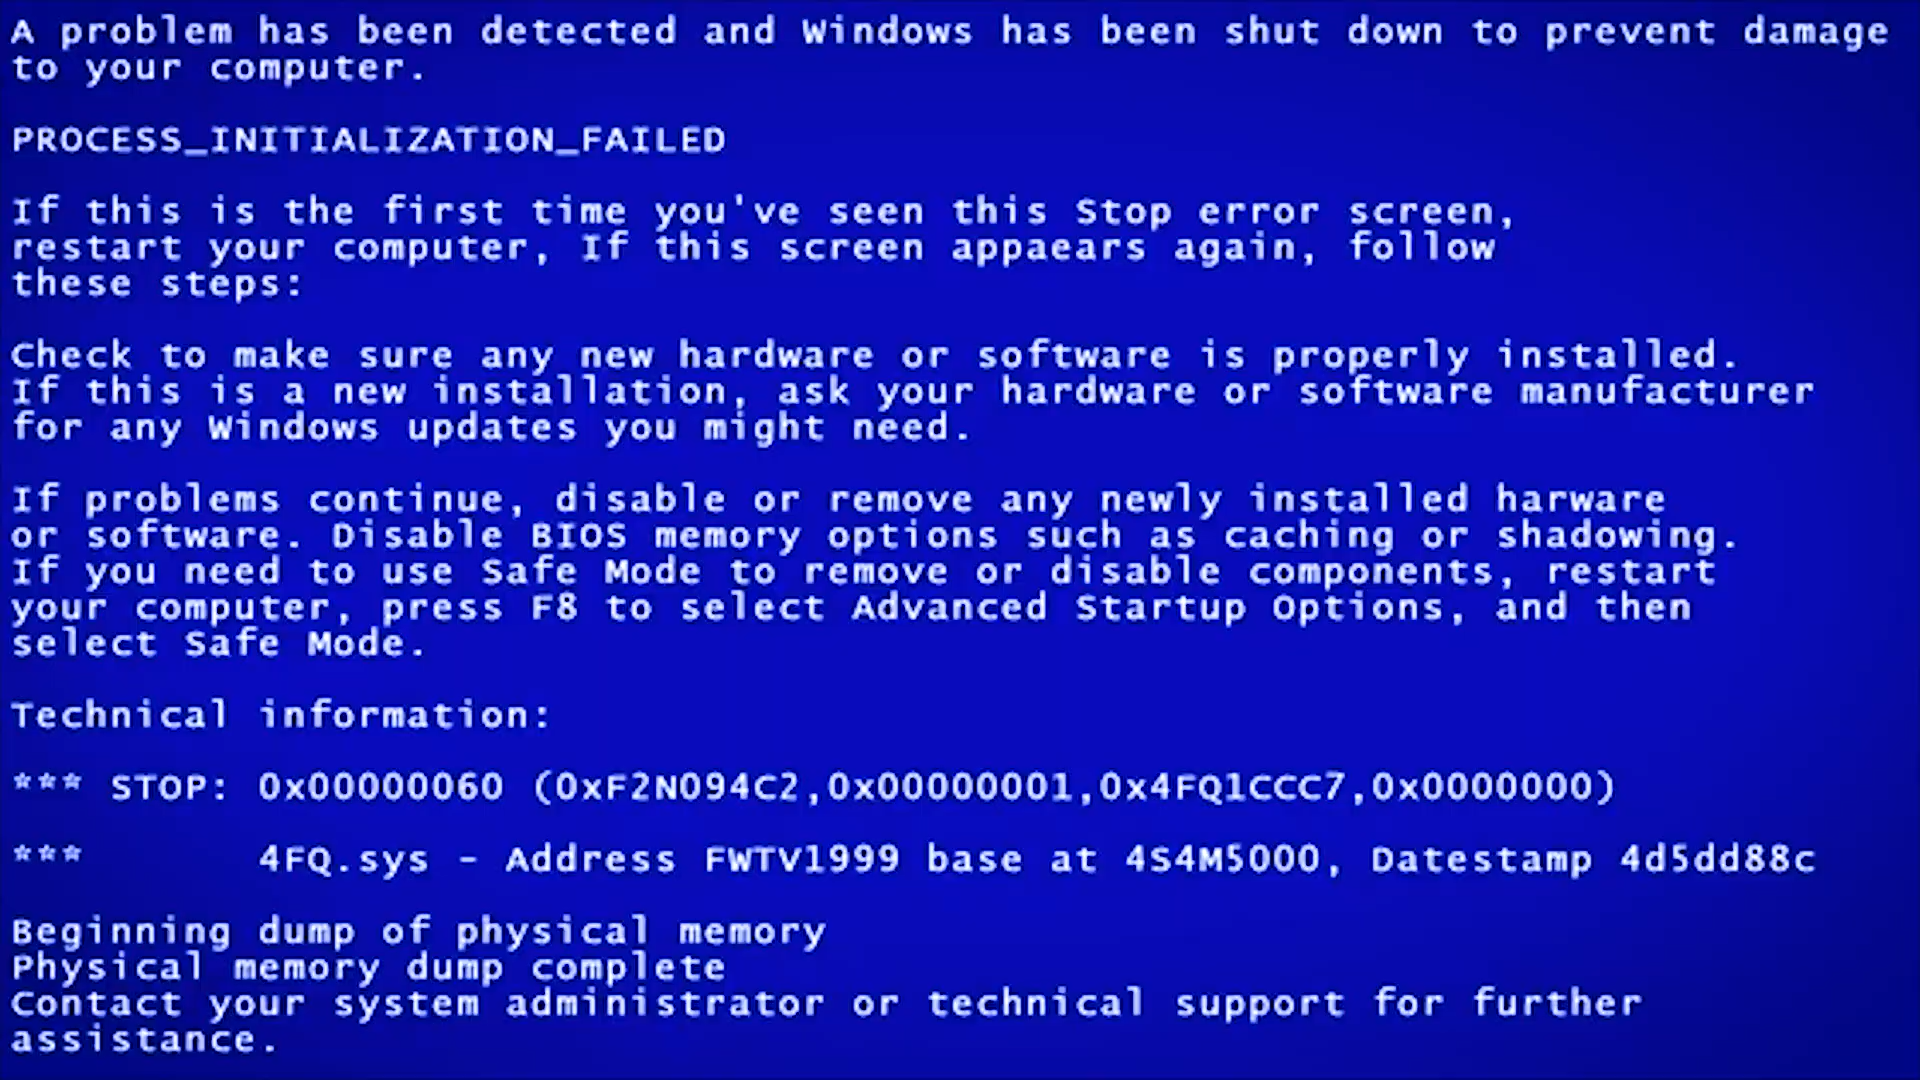 A problem has been detected and Windows has been shut down to prevent damage
to your computer.
PROCESS_INITIALIZATION_FAILED
If this is the first time you've seen this Stop error screen,
restart your computer, If this screen appaears again, follow
these steps:
Check to make sure any new hardware or software is properly installed.
If this is a new installation, ask your hardware or software manufacturer
for any Windows updates you might need.
If problems continue, disable or remove any newly installed harware
or software. Disable BIOS memory options such as caching or shadowing.
If you need to use Safe Mode to remove or disable components, restart
your computer, press F8 to select Advanced Startup Options, and then
select Safe Mode.
Technical information:
*** STOP: 0x00000060 (0xF2N094C2,0x00000001,0x4FQ1CCC7,0x0000000)
*** 4FQ.sys - Address FWTV1999 base at 4S4M5000, Datestamp 4d5dd88c
Beginning dump of physical memory
Physical memory dump complete
Contact your system administrator or technical support for further
assistance.